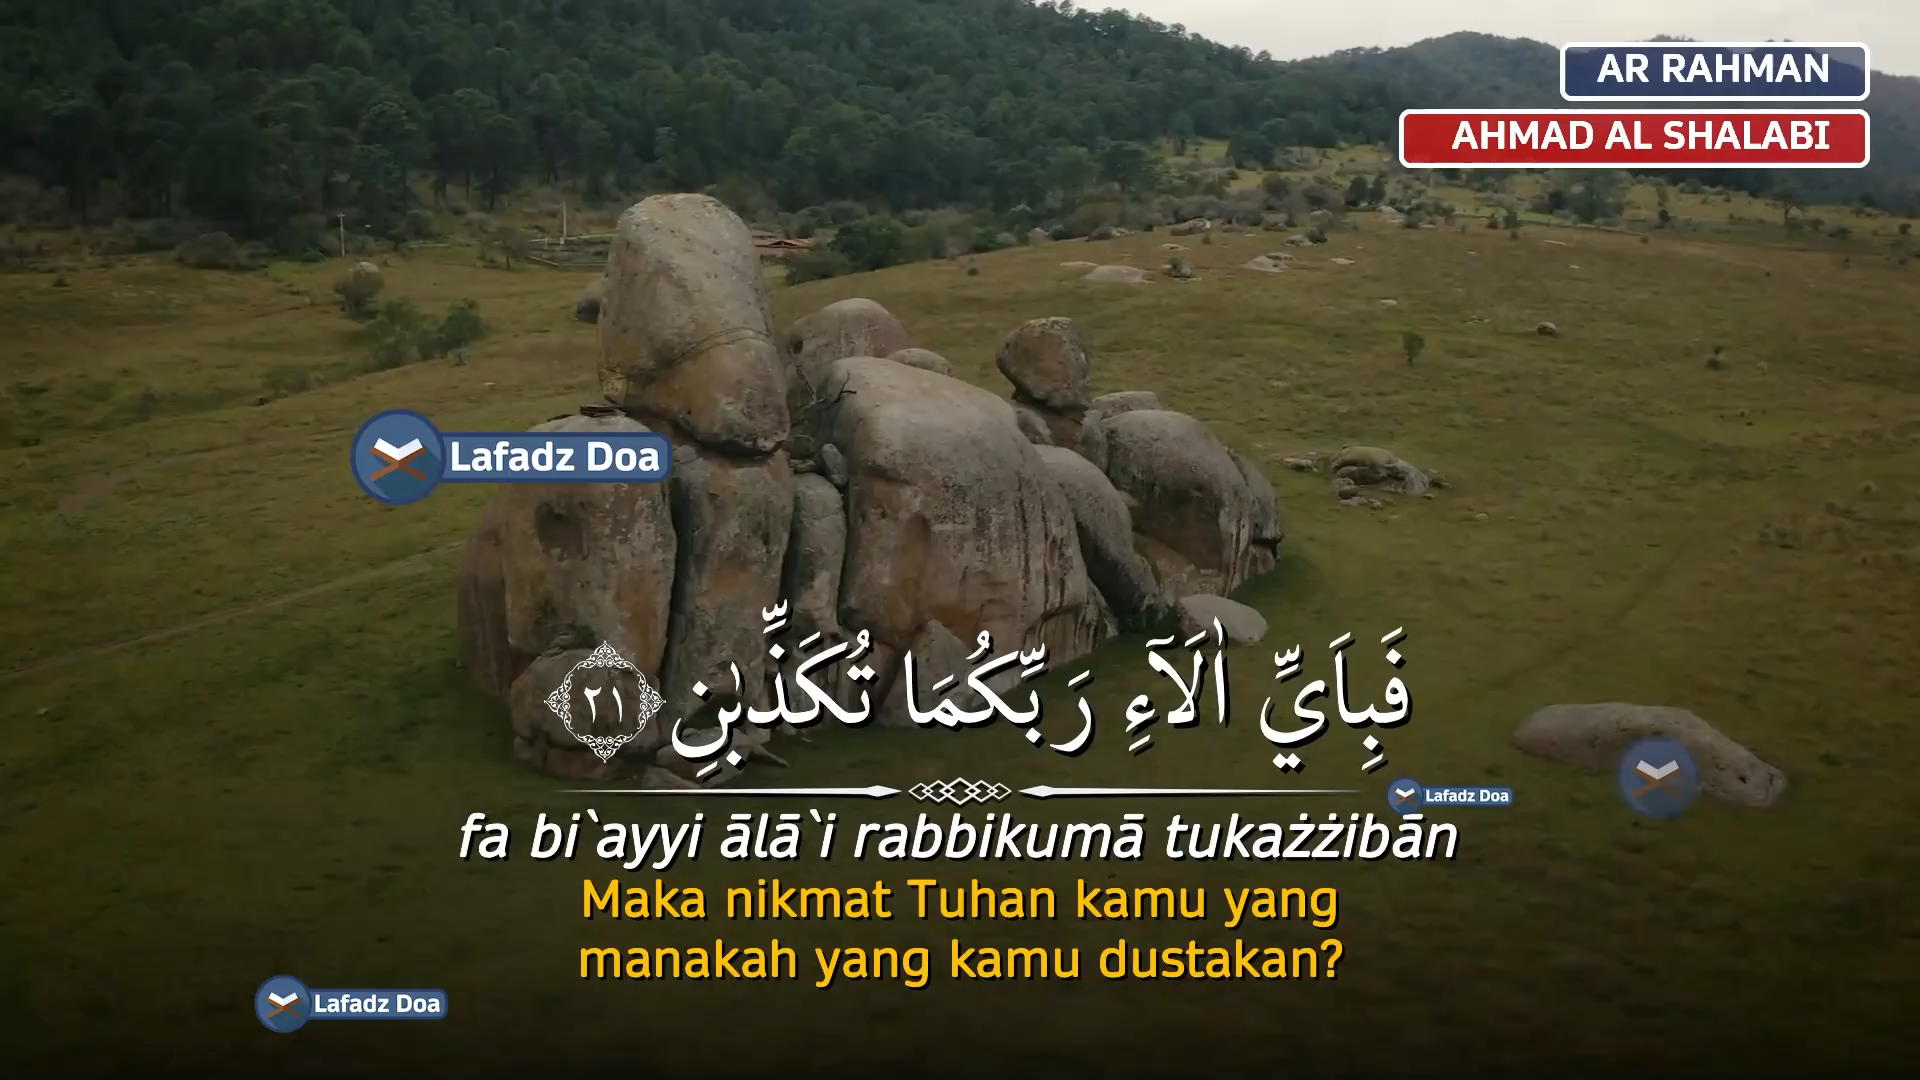 AR RAHMAN
AHMAD AL SHALABI
Lafadz Doa
فَبِاَيِّ اٰلَاۤءِ رَبِّكُمَا تُكَذِّبٰنِ ٢١
Lafadz Doa
fa bi`ayyi ālā`i rabbikumā tukażżibān
Maka nikmat Tuhan kamu yang
manakah yang kamu dustakan?
Lafadz Doa